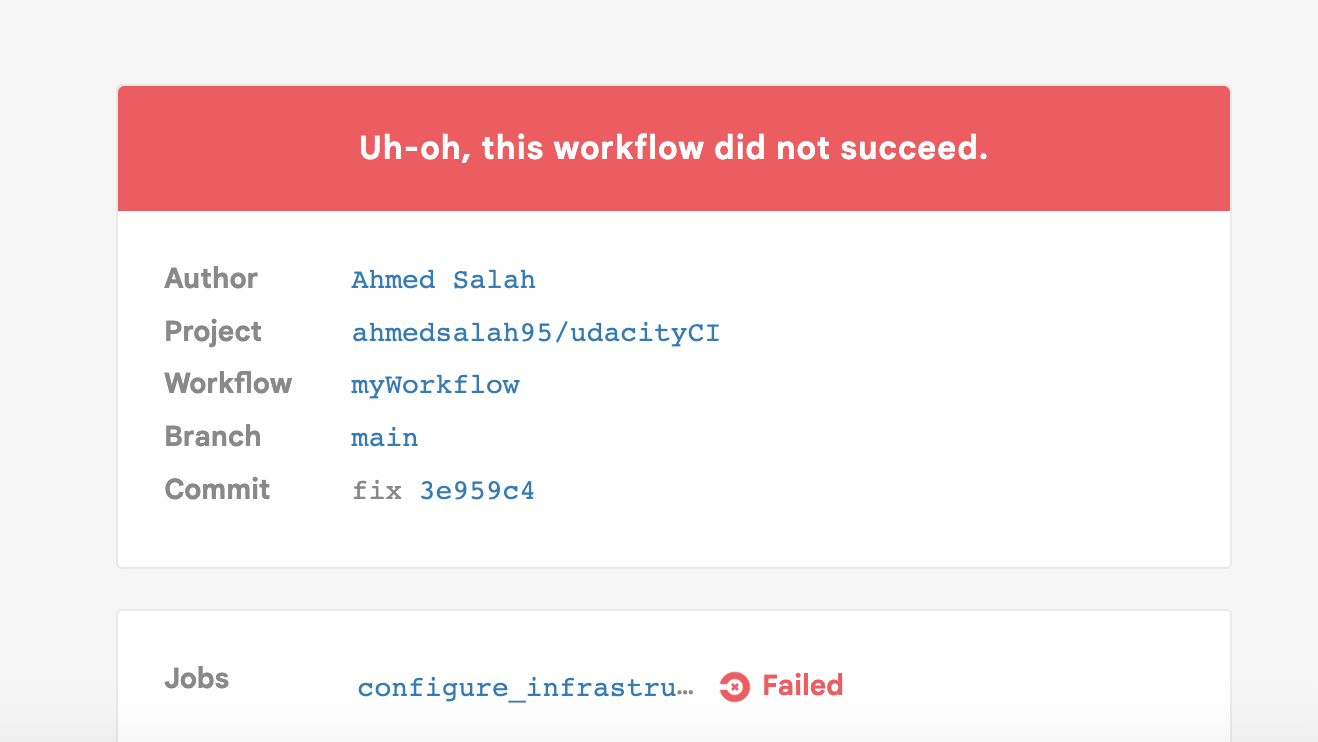 Uh-oh, this workflow did not succeed.
Author Ahmed Salah
Project ahmedsalah95/udacityCI
Workflow myWorkflow
Branch main
Commit fix 3e959c4
Jobs configure_infrastru… Failed